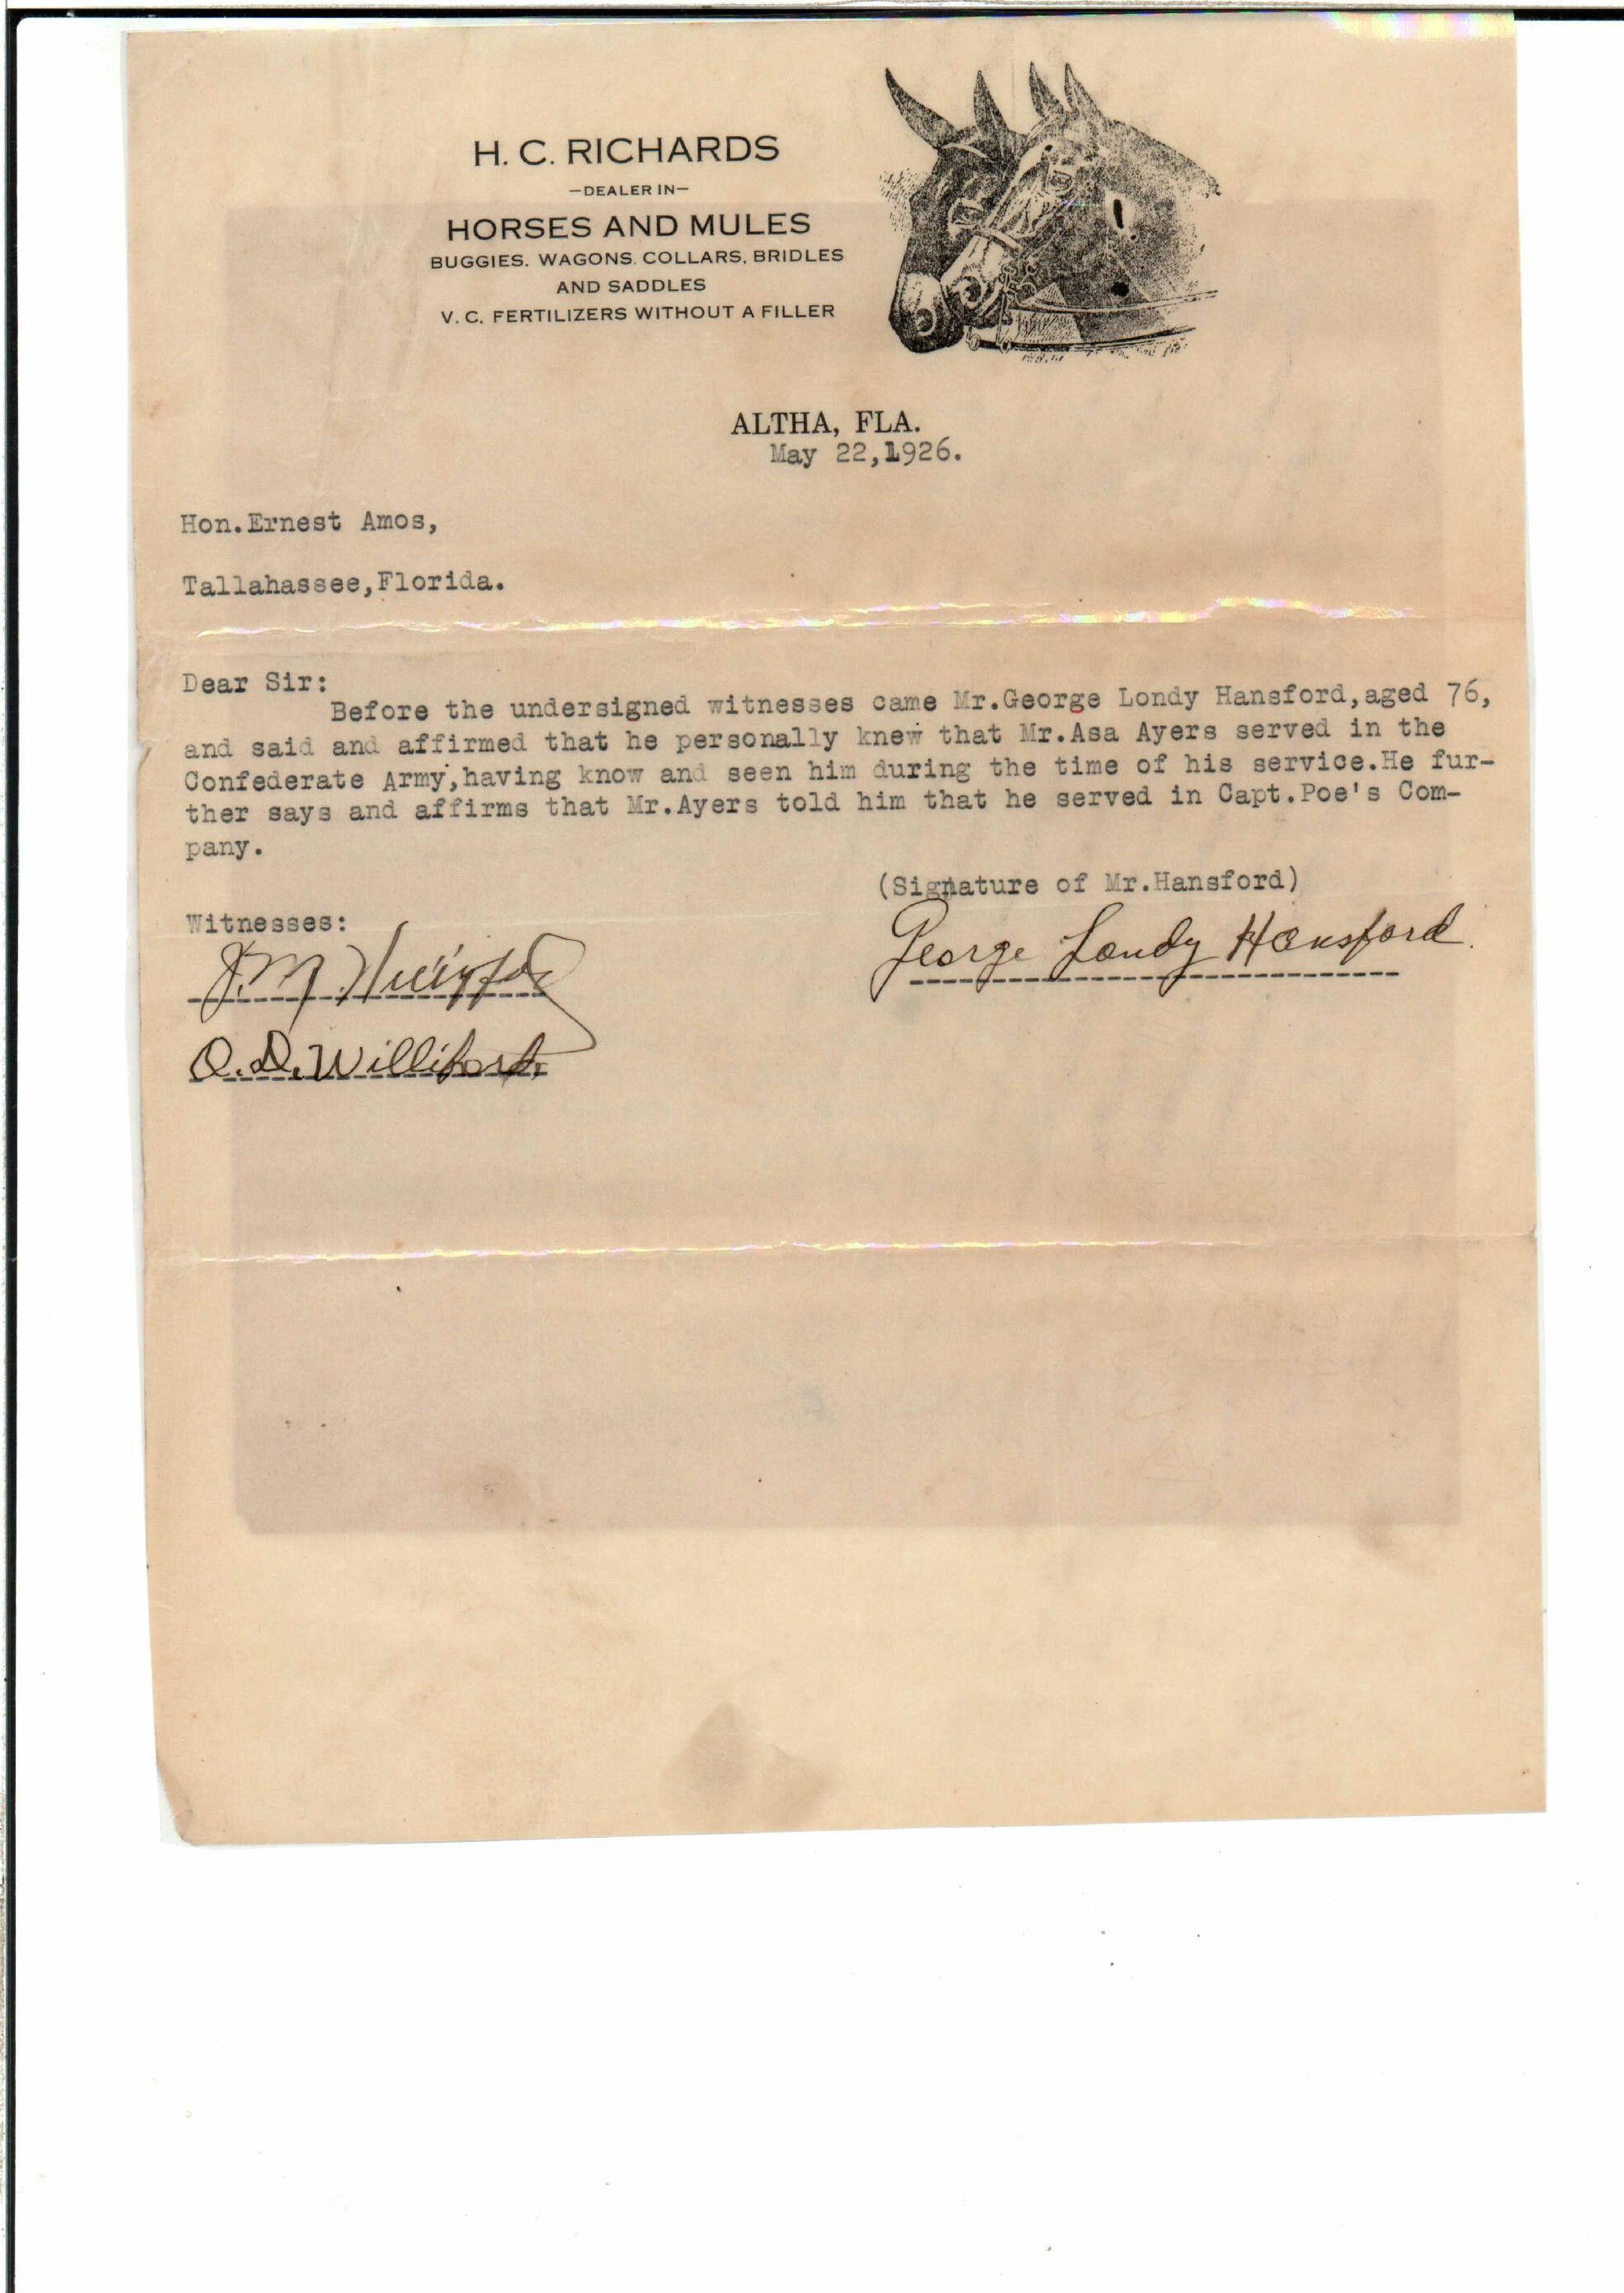 H. C. RICHARDS
—DEALER IN—
HORSES AND MULES
BUGGIES. WAGONS. COLLARS, BRIDLES
AND SADDLES
V. C. FERTILIZERS WITHOUT A FILLER
ALTHA, FLA.
May 22,1926.
Hon.Ernest Amos,
Tallahassee,Florida.
Dear Sir:
Before the undersigned witnesses came Mr.George Londy Hansford,aged 76,
and said and affirmed that he personally knew that Mr.Asa Ayers served in the
Confederate Army,having know and seen him during the time of his service.He fur-
ther says and affirms that Mr.Ayers told him that he served in Capt.Poe's Com-
pany.
(Signature of Mr.Hansford)
George Londy Hansford.
Witnesses:
J. M.
O. D. Williford.